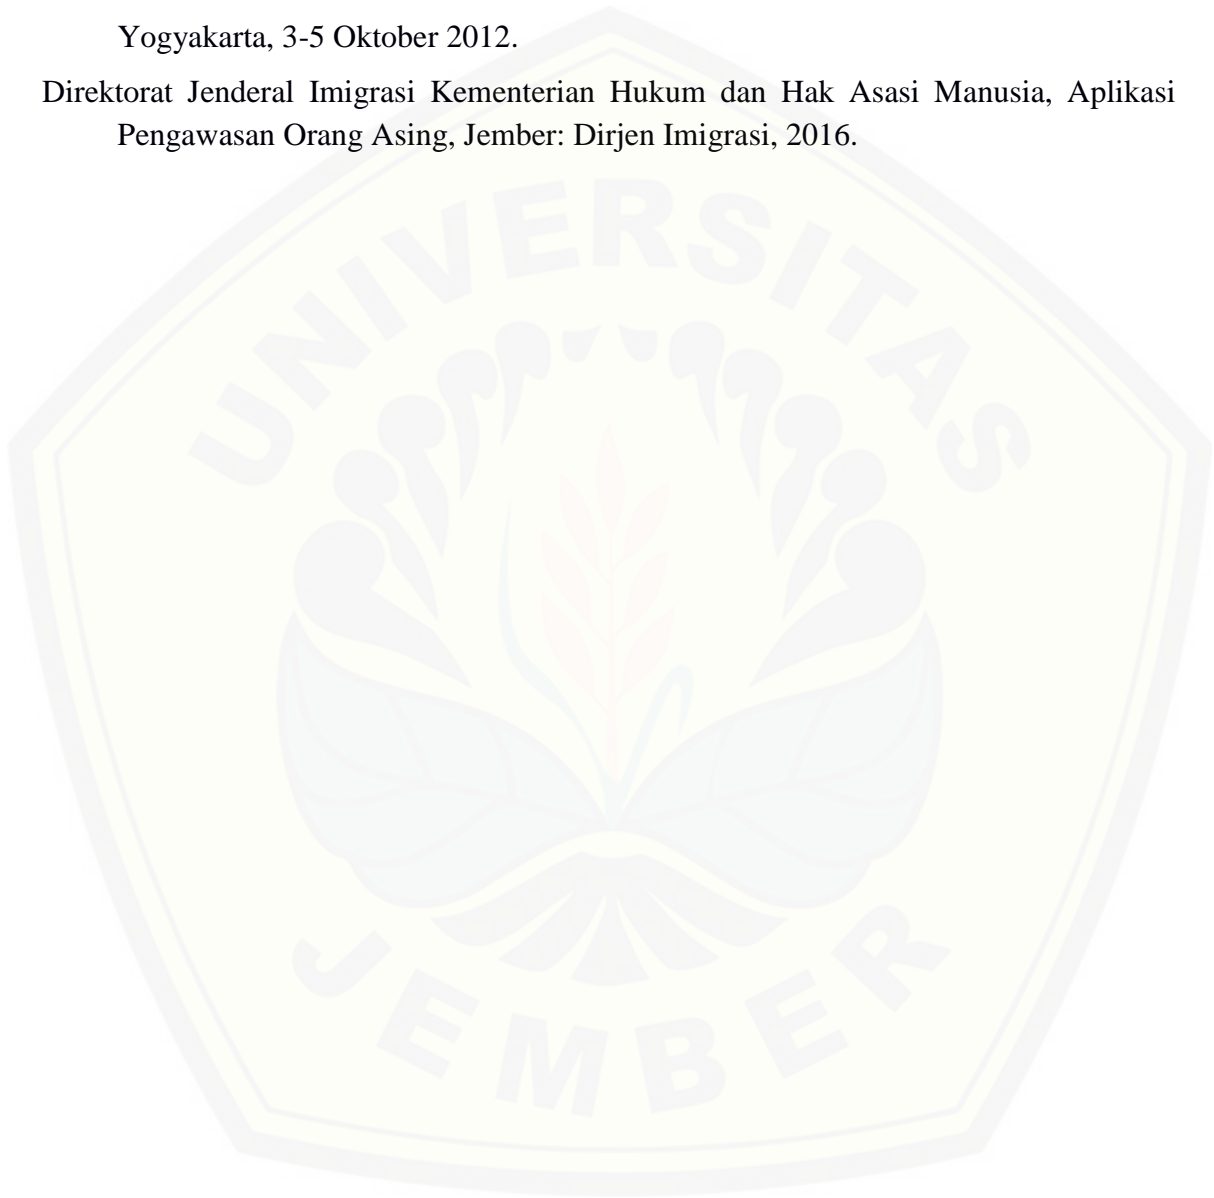 Yogyakarta, 3-5 Oktober 2012.
Direktorat Jenderal Imigrasi Kementerian Hukum dan Hak Asasi Manusia, Aplikasi
Pengawasan Orang Asing, Jember: Dirjen Imigrasi, 2016.
UNIVERSITAS
JEMBER